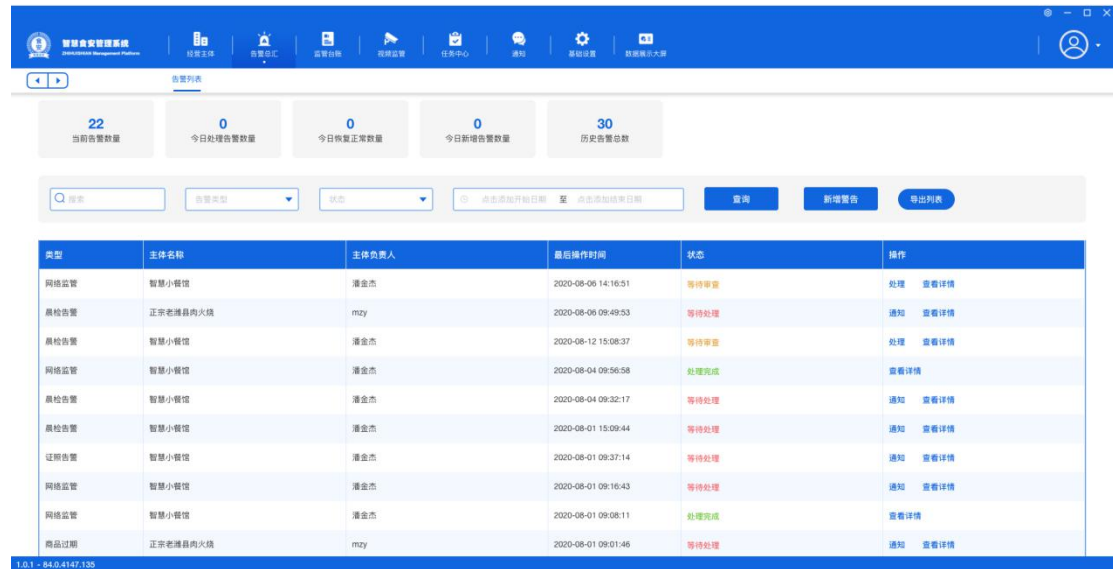 智慧食安管理系统
ZHIHUISHIAN Management Platform
经营主体 告警总汇 监管台账 视频监管 任务中心 通知 基础设置 数据展示大屏
告警列表
22 0 0 0 30
当前告警数量 今日处理告警数量 今日恢复正常数量 今日新增告警数量 历史告警总数
搜索 告警类型 状态 点击添加开始日期 至 点击添加结束日期 查询 新增警告 导出列表
类型 主体名称 主体负责人 最后操作时间 状态 操作
网络监管 智慧小餐馆 潘金杰 2020-08-06 14:16:51 等待审查 处理 查看详情
晨检告警 正宗老潍县肉火烧 mzy 2020-08-06 09:49:53 等待处理 通知 查看详情
晨检告警 智慧小餐馆 潘金杰 2020-08-12 15:08:37 等待审查 处理 查看详情
网络监管 智慧小餐馆 潘金杰 2020-08-04 09:56:58 处理完成 查看详情
晨检告警 智慧小餐馆 潘金杰 2020-08-04 09:32:17 等待处理 通知 查看详情
晨检告警 智慧小餐馆 潘金杰 2020-08-01 15:09:44 等待处理 通知 查看详情
证照告警 智慧小餐馆 潘金杰 2020-08-01 09:37:14 等待处理 通知 查看详情
网络监管 智慧小餐馆 潘金杰 2020-08-01 09:16:43 等待处理 通知 查看详情
网络监管 智慧小餐馆 潘金杰 2020-08-01 09:08:11 处理完成 查看详情
商品过期 正宗老潍县肉火烧 mzy 2020-08-01 09:01:46 等待处理 通知 查看详情
1.0.1 - 84.0.4147.135